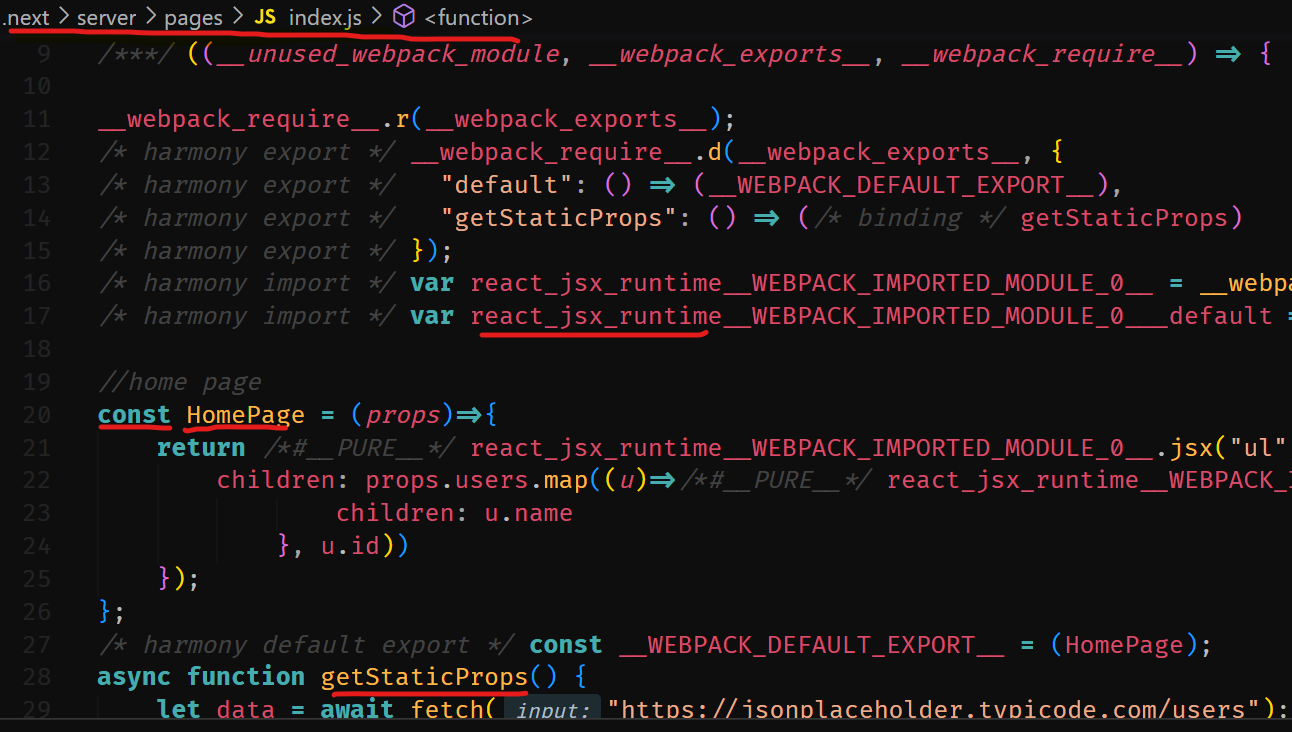 .next > server > pages > JS index.js > <function>
9 /***/ ((__unused_webpack_module, __webpack_exports__, __webpack_require__) => {
10
11 __webpack_require__.r(__webpack_exports__);
12 /* harmony export */ __webpack_require__.d(__webpack_exports__, {
13 /* harmony export */   "default": () => (__WEBPACK_DEFAULT_EXPORT__),
14 /* harmony export */   "getStaticProps": () => (/* binding */ getStaticProps)
15 /* harmony export */ });
16 /* harmony import */ var react_jsx_runtime__WEBPACK_IMPORTED_MODULE_0__ = __webpa
17 /* harmony import */ var react_jsx_runtime__WEBPACK_IMPORTED_MODULE_0___default =
18
19 //home page
20 const HomePage = (props)=>{
21     return /*#__PURE__*/ react_jsx_runtime__WEBPACK_IMPORTED_MODULE_0__.jsx("ul"
22         children: props.users.map((u)=>/*#__PURE__*/ react_jsx_runtime__WEBPACK_I
23                 children: u.name
24             }, u.id))
25     });
26 };
27 /* harmony default export */ const __WEBPACK_DEFAULT_EXPORT__ = (HomePage);
28 async function getStaticProps() {
29     let data = await fetch( input: "https://jsonplaceholder.typicode.com/users");